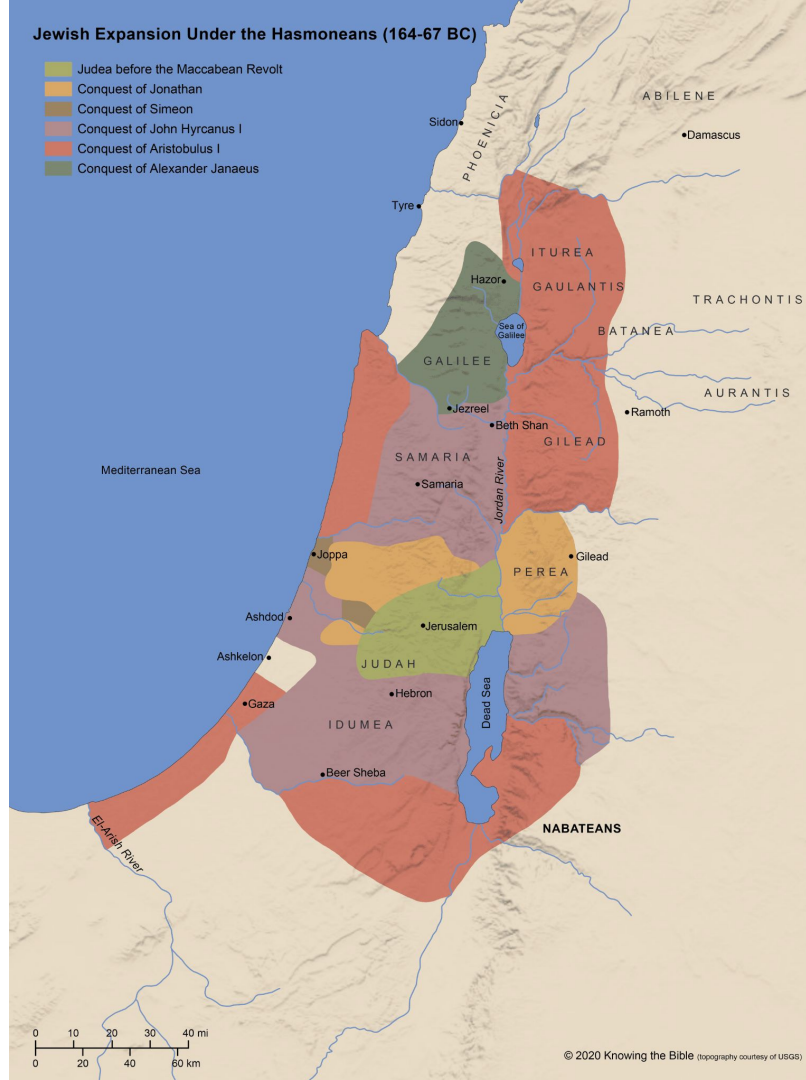 Jewish Expansion Under the Hasmoneans (164-67 BC)
Judea before the Maccabean Revolt
Conquest of Jonathan
Conquest of Simeon
Conquest of John Hyrcanus I
Conquest of Aristobulus I
Conquest of Alexander Janaeus
ABILENE
PHOENICIA
Sidon
Damascus
Tyre
ITUREA
Hazor
GAULANTIS
TRACHONTIS
Sea of
Galilee
BATANEA
GALILEE
AURANTIS
Jezreel
Ramoth
Beth Shan
GILEAD
SAMARIA
Mediterranean Sea
Samaria
Jordan River
Joppa
Gilead
PEREA
Ashdod
Jerusalem
Ashkelon
JUDAH
Hebron
Dead Sea
Gaza
IDUMEA
Beer Sheba
El-Arish River
NABATEANS
0 10 20 30 40 mi
0 20 40 60 km
© 2020 Knowing the Bible (topography courtesy of USGS)